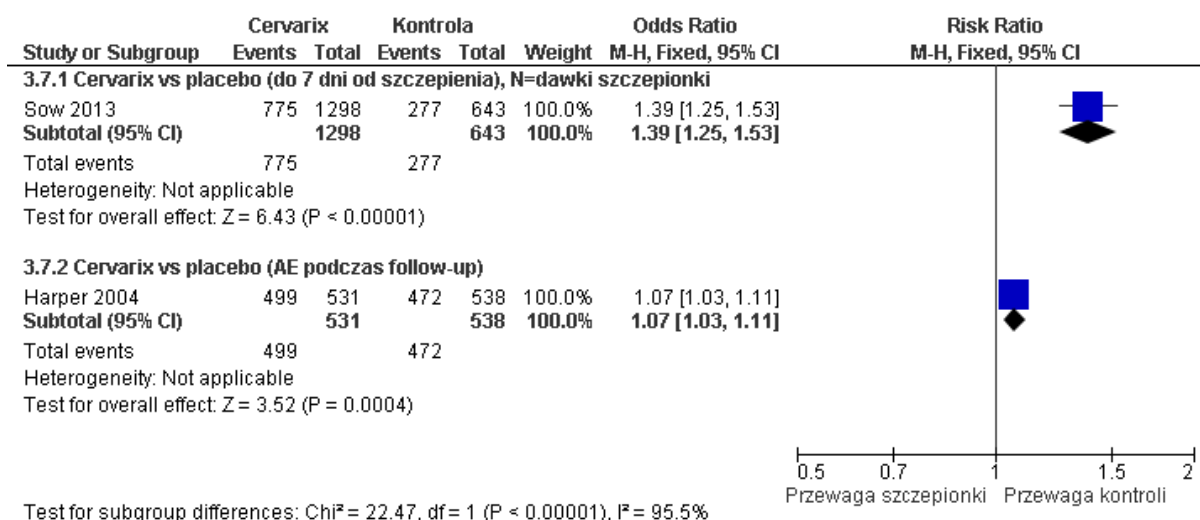 Cervarix Kontrola Odds Ratio Risk Ratio
Study or Subgroup Events Total Events Total Weight M-H, Fixed, 95% CI M-H, Fixed, 95% CI
3.7.1 Cervarix vs placebo (do 7 dni od szczepienia), N=dawki szczepionki
Sow 2013 775 1298 277 643 100.0% 1.39 [1.25, 1.53]
Subtotal (95% CI) 1298 643 100.0% 1.39 [1.25, 1.53]
Total events 775 277
Heterogeneity: Not applicable
Test for overall effect: Z = 6.43 (P < 0.00001)
3.7.2 Cervarix vs placebo (AE podczas follow-up)
Harper 2004 499 531 472 538 100.0% 1.07 [1.03, 1.11]
Subtotal (95% CI) 531 538 100.0% 1.07 [1.03, 1.11]
Total events 499 472
Heterogeneity: Not applicable
Test for overall effect: Z = 3.52 (P = 0.0004)
0.5 0.7 1 1.5 2
Przewaga szczepionki Przewaga kontroli
Test for subgroup differences: Chi² = 22.47, df = 1 (P < 0.00001), I² = 95.5%